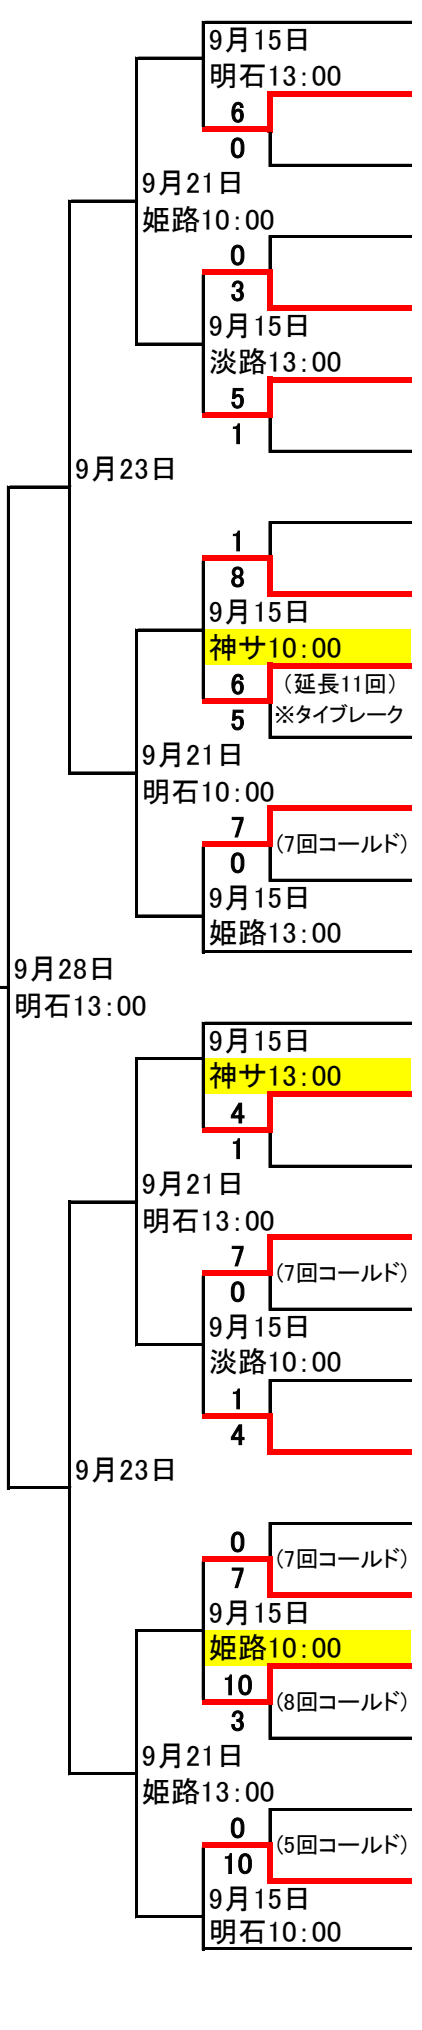 9月15日
明石13:00
6
0
9月21日
姫路10:00
0
3
9月15日
淡路13:00
5
1
9月23日
1
8
9月15日
神サ10:00
6
(延長11回)
※タイブレーク
5
9月21日
明石10:00
7
(7回コールド)
0
9月15日
姫路13:00
9月28日
明石13:00
9月15日
神サ13:00
4
1
9月21日
明石13:00
7
(7回コールド)
0
9月15日
淡路10:00
1
4
9月23日
0
(7回コールド)
7
9月15日
姫路10:00
10
(8回コールド)
3
9月21日
姫路13:00
0
(5回コールド)
10
9月15日
明石10:00